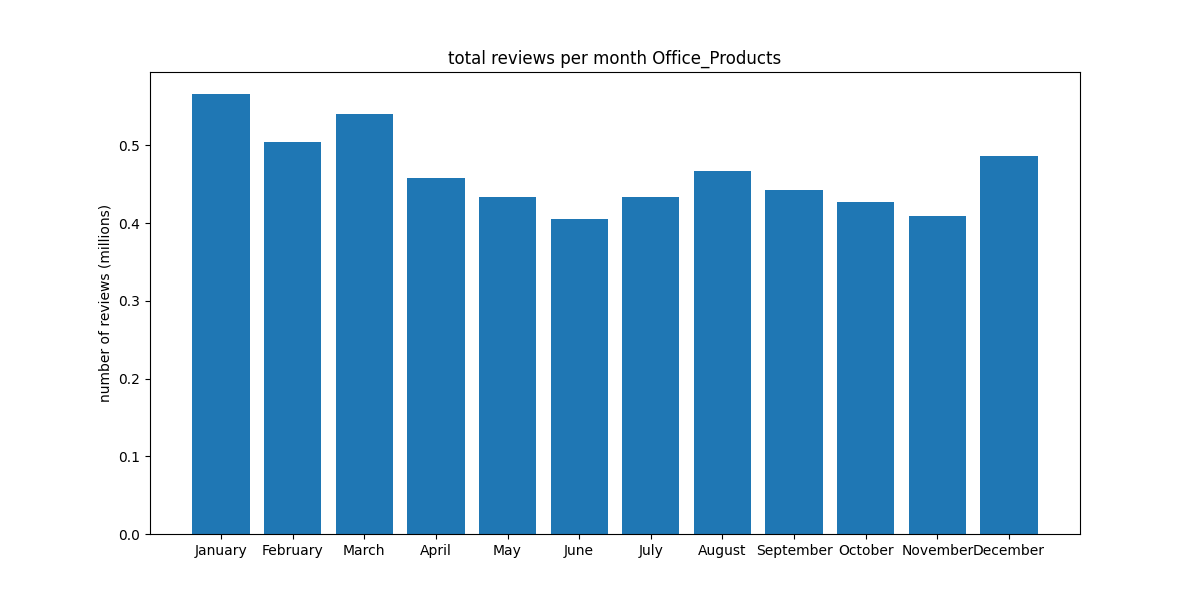 total reviews per month Office_Products
number of reviews (millions)
0.5
0.4
0.3
0.2
0.1
0.0
January February March April May June July August September October November December